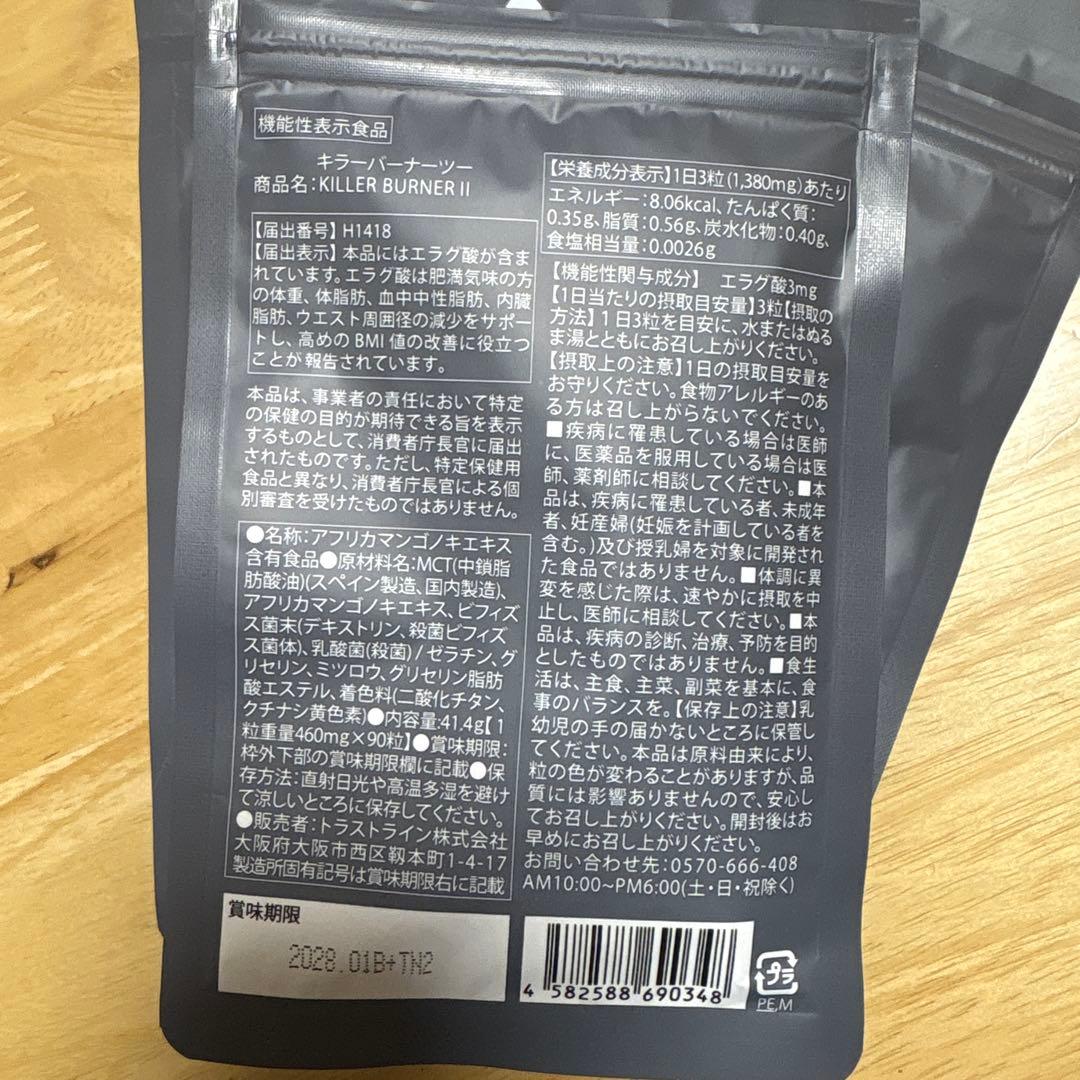 機能性表示食品
キラーバーナーツー
商品名:KILLER BURNER II
【届出番号】H1418
【届出表示】本品にはエラグ酸が含ま
れています。エラグ酸は肥満気味の方
の体重、体脂肪、血中中性脂肪、内臓
脂肪、ウエスト周囲径の減少をサポー
トし、高めのBMI値の改善に役立つ
ことが報告されています。
本品は、事業者の責任において特定
の保健の目的が期待できる旨を表示
するものとして、消費者庁長官に届出
されたものです。ただし、特定保健用
食品と異なり、消費者庁長官による個
別審査を受けたものではありません。
●名称:アフリカマンゴノキエキス
含有食品●原材料名:MCT(中鎖脂
肪酸油)(スペイン製造、国内製造)、
アフリカマンゴノキエキス、ビフィズ
ス菌末(デキストリン、殺菌ビフィズ
ス菌体)、乳酸菌(殺菌)/ゼラチン、グ
リセリン、ミツロウ、グリセリン脂肪
酸エステル、着色料(二酸化チタン、
クチナシ黄色素)●内容量:41.4g【1
粒重量460mg×90粒】●賞味期限:
枠外下部の賞味期限欄に記載●保
存方法:直射日光や高温多湿を避け
て涼しいところに保存してください。
●販売者:トラストライン株式会社
大阪府大阪市西区靱本町1-4-17
製造所固有記号は賞味期限右に記載
賞味期限
2028.01B+TN2
【栄養成分表示】1日3粒(1,380mg)あたり
エネルギー:8.06kcal、たんぱく質:
0.35g、脂質:0.56g、炭水化物:0.40g、
食塩相当量:0.0026g
【機能性関与成分】 エラグ酸3mg
【1日当たりの摂取目安量】3粒【摂取の
方法】1日3粒を目安に、水またはぬる
ま湯とともにお召し上がりください。
【摂取上の注意】1日の摂取目安量を
お守りください。食物アレルギーのあ
る方は召し上がらないでください。
■疾病に罹患している場合は医師
に、医薬品を服用している場合は医
師、薬剤師に相談してください。■本
品は、疾病に罹患している者、未成年
者、妊産婦(妊娠を計画している者を
含む。)及び授乳婦を対象に開発され
た食品ではありません。■体調に異
変を感じた際は、速やかに摂取を中
止し、医師に相談してください。■本
品は、疾病の診断、治療、予防を目的
としたものではありません。■食生
活は、主食、主菜、副菜を基本に、食
事のバランスを。【保存上の注意】乳
幼児の手の届かないところに保管し
てください。本品は原料由来により、
粒の色が変わることがありますが、品
質には影響ありませんので、安心し
てお召し上がりください。開封後はお
早めにお召し上がりください。
お問い合わせ先:0570-666-408
AM10:00~PM6:00(土・日・祝除く)
4 582588 690348
プラ
PE,M